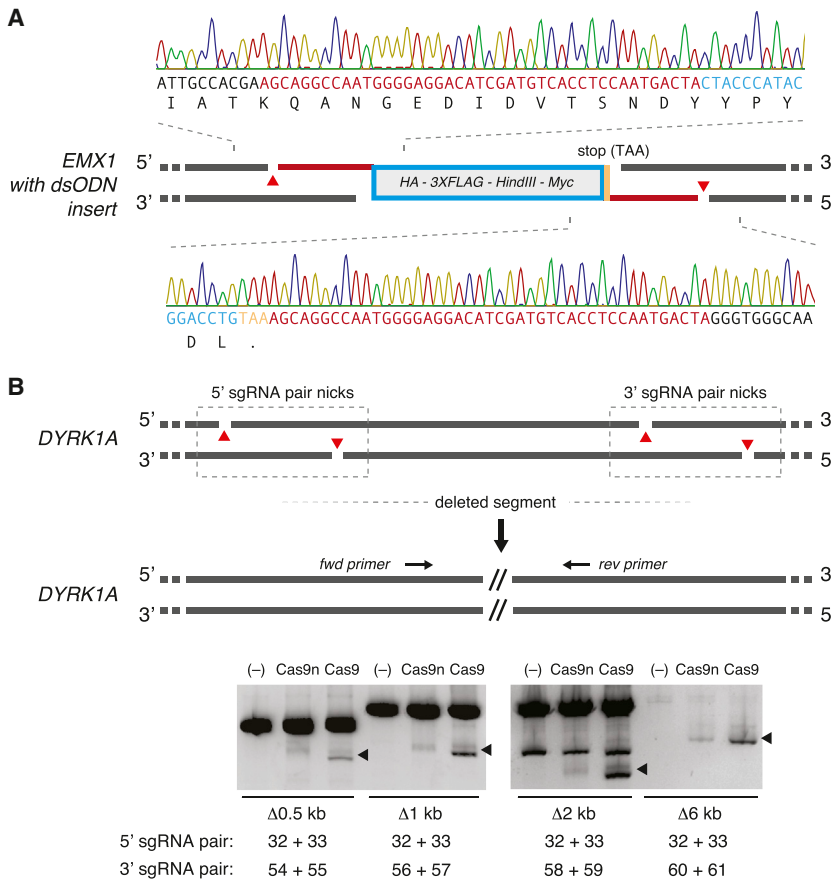 A
ATTGCCACGAAGCAGGCCAATGGGGAGGACATCGATGTCACCTCCAATGACTACTACCCATAC
I A T K Q A N G E D I D V T S N D Y Y P Y
EMX1
with dsODN
insert
5’
3’
stop (TAA)
HA - 3XFLAG - HindIII - Myc
3
5
GGACCTGTAAAGCAGGCCAATGGGGAGGACATCGATGTCACCTCCAATGACTAGGGTGGGCAA
D L .
B
5’ sgRNA pair nicks
3’ sgRNA pair nicks
DYRK1A
5’
3’
3
5
deleted segment
fwd primer
rev primer
DYRK1A
5’
3’
3
5
(–) Cas9n Cas9 (–) Cas9n Cas9 (–) Cas9n Cas9 (–) Cas9n Cas9
Δ0.5 kb Δ1 kb Δ2 kb Δ6 kb
5’ sgRNA pair: 32 + 33 32 + 33 32 + 33 32 + 33
3’ sgRNA pair: 54 + 55 56 + 57 58 + 59 60 + 61